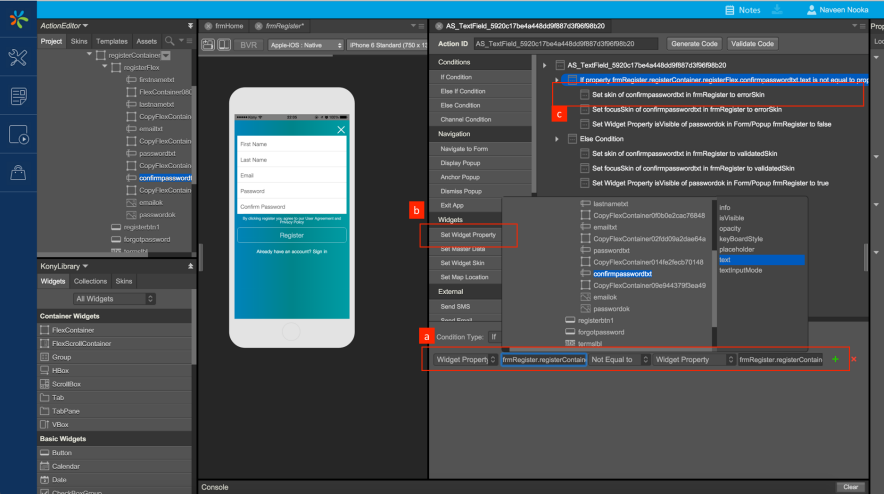 Notes
Naveen Nooka
ActionEditor
Project Skins Templates Assets
registerContainer
registerFlex
firstnametxt
FlexContainer08
lastnametxt
CopyFlexContain
emailtxt
CopyFlexContain
passwordtxt
CopyFlexContain
confirmpasswordt
CopyFlexContain
emailok
passwordok
registerbtn1
forgotpassword
termslbl
KonyLibrary
Widgets Collections Skins
All Widgets
Container Widgets
FlexContainer
FlexScrollContainer
Group
HBox
ScrollBox
Tab
TabPane
VBox
Basic Widgets
Button
Calendar
Date
CheckBoxGroup
frmHome
frmRegister*
BVR
Apple-iOS : Native
iPhone 6 Standard (750 x 13
First Name
Last Name
Email
Password
Confirm Password
By clicking register you agree to our User Agreement and
Privacy Policy
Register
Already have an account? Sign in
Console
Clear
AS_TextField_5920c17be4a448dd9f887d3f96f98b20
Action ID
AS_TextField_5920c17be4a448dd9f887d3f96f98b20
Generate Code
Validate Code
Conditions
If Condition
Else If Condition
Else Condition
Channel Condition
Navigation
Navigate to Form
Display Popup
Anchor Popup
Dismiss Popup
Exit App
b
Widgets
Set Widget Property
Set Master Data
Set Widget Skin
Set Map Location
External
Send SMS
Send Email
AS_TextField_5920c17be4a448dd9f887d3f96f98b20
If property frmRegister.registerContainer.registerFlex.confirmpasswordtxt.text is not equal to prop
Set skin of confirmpasswordtxt in frmRegister to errorSkin
c
Set focusSkin of confirmpasswordtxt in frmRegister to errorSkin
Set Widget Property isVisible of passwordok in Form/Popup frmRegister to false
Else Condition
Set skin of confirmpasswordtxt in frmRegister to validatedSkin
Set focusSkin of confirmpasswordtxt in frmRegister to validatedSkin
Set Widget Property isVisible of passwordok in Form/Popup frmRegister to true
lastnametxt
CopyFlexContainer0f0b0e2cac76848
emailtxt
CopyFlexContainer02fdd09a2dae64a
passwordtxt
CopyFlexContainer014fe2fecb70148
confirmpasswordtxt
CopyFlexContainer09e944379f3ea49
emailok
passwordok
registerbtn1
forgotpassword
termslbl
info
isVisible
opacity
keyBoardStyle
placeholder
text
textInputMode
a
Condition Type: If
Widget Property
frmRegister.registerContain
Not Equal to
Widget Property
frmRegister.registerContain
Prop
Loo